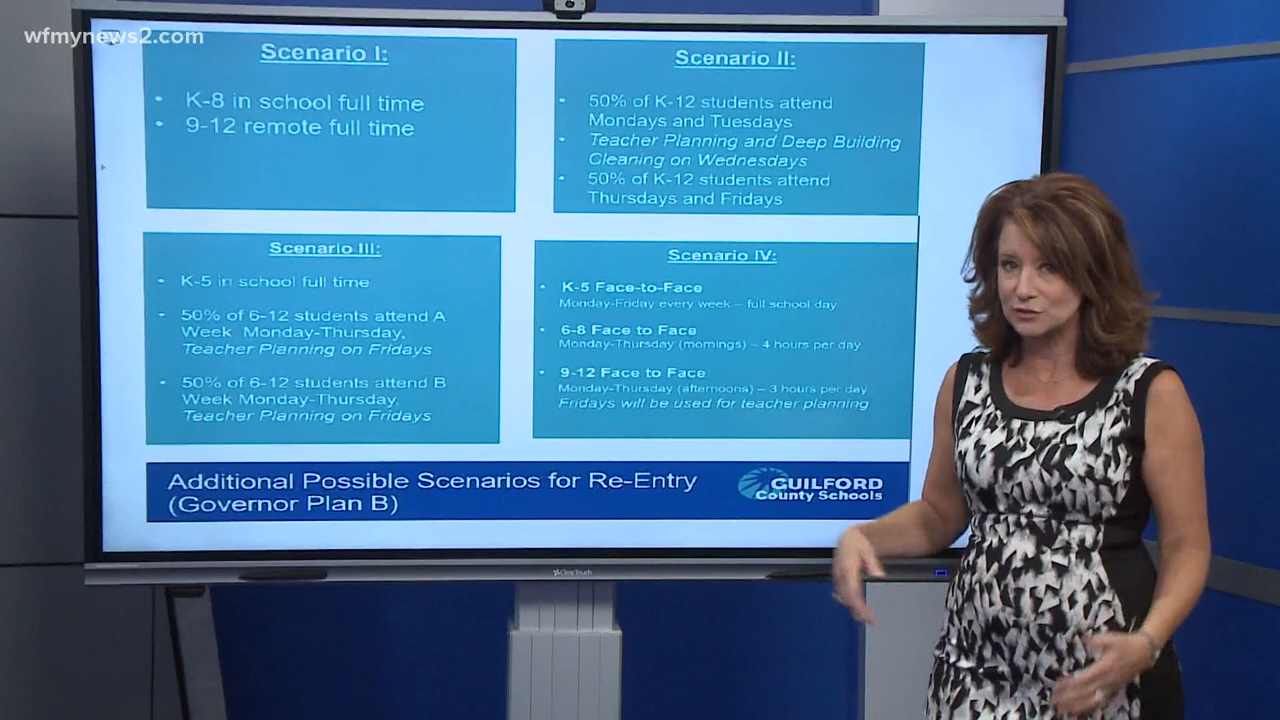 wfmynews2.com
Scenario I:
• K-8 in school full time
• 9-12 remote full time
Scenario II:
• 50% of K-12 students attend
Mondays and Tuesdays
• Teacher Planning and Deep Building
Cleaning on Wednesdays
• 50% of K-12 students attend
Thursdays and Fridays
Scenario III:
• K-5 in school full time
• 50% of 6-12 students attend A
Week Monday-Thursday,
Teacher Planning on Fridays
• 50% of 6-12 students attend B
Week Monday-Thursday,
Teacher Planning on Fridays
Scenario IV:
• K-5 Face-to-Face
Monday-Friday every week – full school day
• 6-8 Face to Face
Monday-Thursday (mornings) – 4 hours per day
• 9-12 Face to Face
Monday-Thursday (afternoons) – 3 hours per day
Fridays will be used for teacher planning
Additional Possible Scenarios for Re-Entry
(Governor Plan B)
GUILFORD
County Schools
ClearTouch